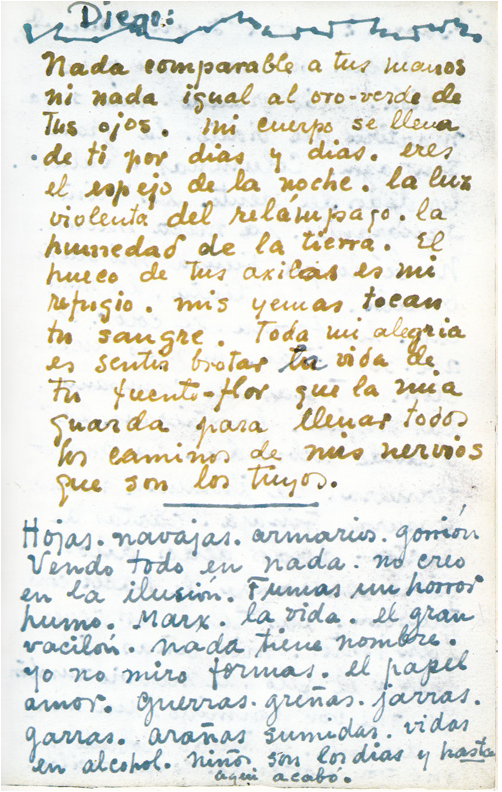 Diego:
Nada comparable a tus manos
ni nada igual al oro-verde de
tus ojos. mi cuerpo se llena
de ti por dias y dias. eres
el espejo de la noche. la luz
violenta del relámpago. la
humedad de la tierra. El
hueco de tus axilas es mi
refugio. mis yemas tocan
tu sangre. Toda mi alegria
es sentir brotar tu vida de
tu fuente-flor que la mia
guarda para llenar todos
los caminos de mis nervios
que son los tuyos.
Hojas. navajas. armarios. gorrión
Vendo todo en nada. no creo
en la ilusión. Fumas un horror
humo. Marx. la vida. el gran
vacilón. nada tiene nombre.
yo no miro formas. el papel
amor. guerras. greñas. jarras.
garras. arañas sumidas. vidas
en alcohol. niños son los dias y hasta
aqui acabó.